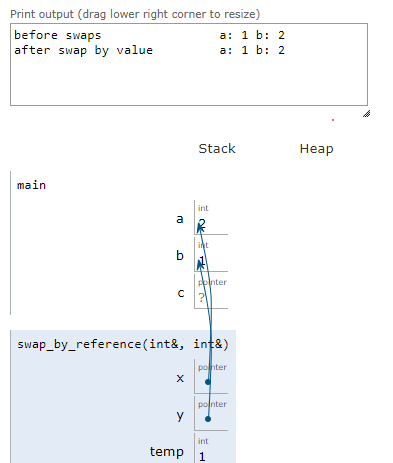 Print output (drag lower right corner to resize)
before swaps a: 1 b: 2
after swap by value a: 1 b: 2
Stack Heap
main
int
a 2
int
b 1
pointer
c ?
swap_by_reference(int&, int&)
pointer
x
pointer
y
int
temp 1